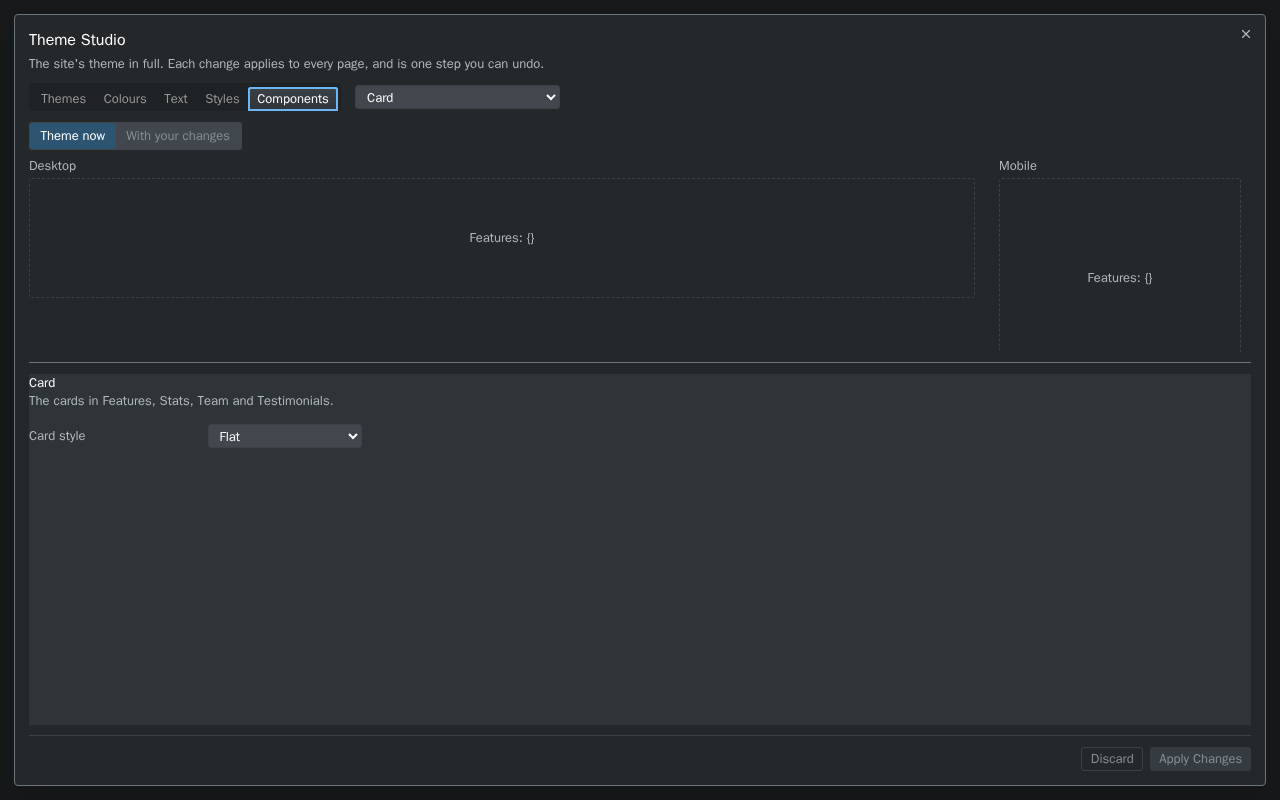 Theme Studio
The site's theme in full. Each change applies to every page, and is one step you can undo.
Themes Colours Text Styles Components Card
Theme now With your changes
Desktop Mobile
Features: {}
Features: {}
Card
The cards in Features, Stats, Team and Testimonials.
Card style Flat
Discard Apply Changes